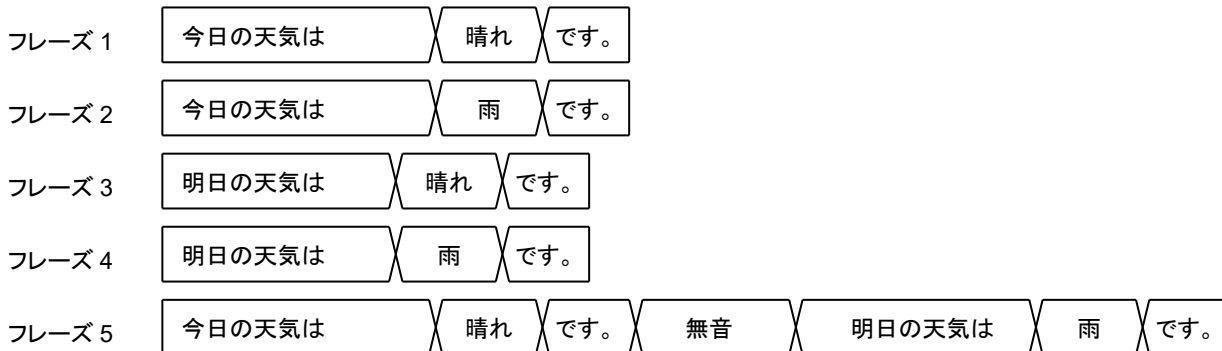 フレーズ 1 今日の天気は 晴れ です。
フレーズ 2 今日の天気は 雨 です。
フレーズ 3 明日の天気は 晴れ です。
フレーズ 4 明日の天気は 雨 です。
フレーズ 5 今日の天気は 晴れ です。 無音 明日の天気は 雨 です。